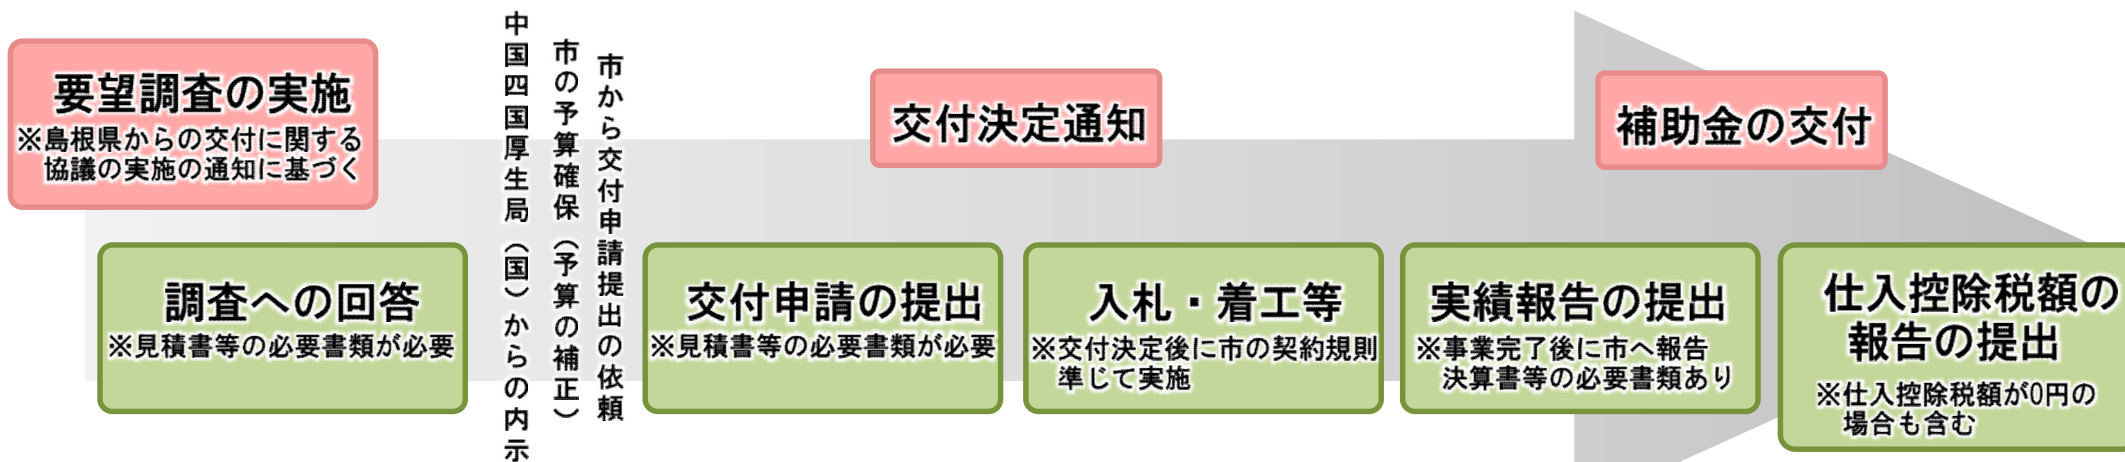 要望調査の実施
※島根県からの交付に関する
協議の実施の通知に基づく
調査への回答
※見積書等の必要書類が必要
中国四国厚生局（国）からの内示
市の予算確保（予算の補正）
市から交付申請提出の依頼
交付申請の提出
※見積書等の必要書類が必要
交付決定通知
入札・着工等
※交付決定後に市の契約規則
準じて実施
実績報告の提出
※事業完了後に市へ報告
決算書等の必要書類あり
補助金の交付
仕入控除税額の
報告の提出
※仕入控除税額が0円の
場合も含む